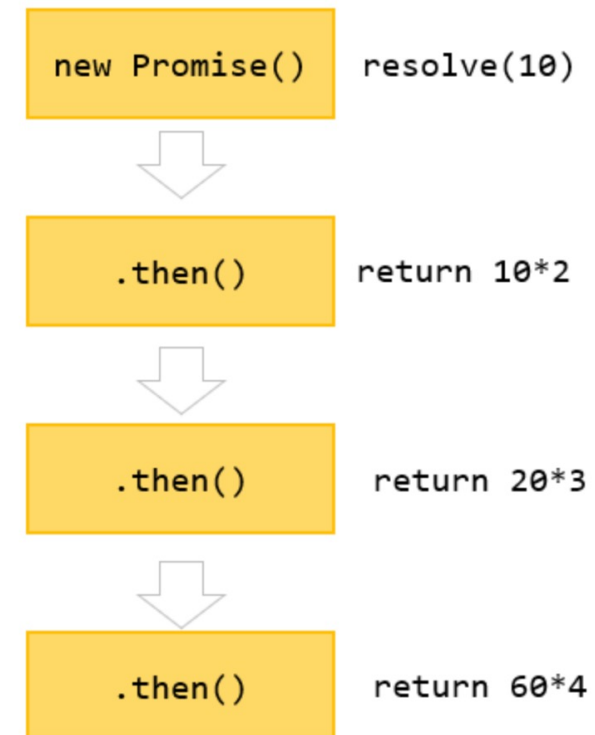 new Promise() resolve(10)
.then() return 10*2
.then() return 20*3
.then() return 60*4